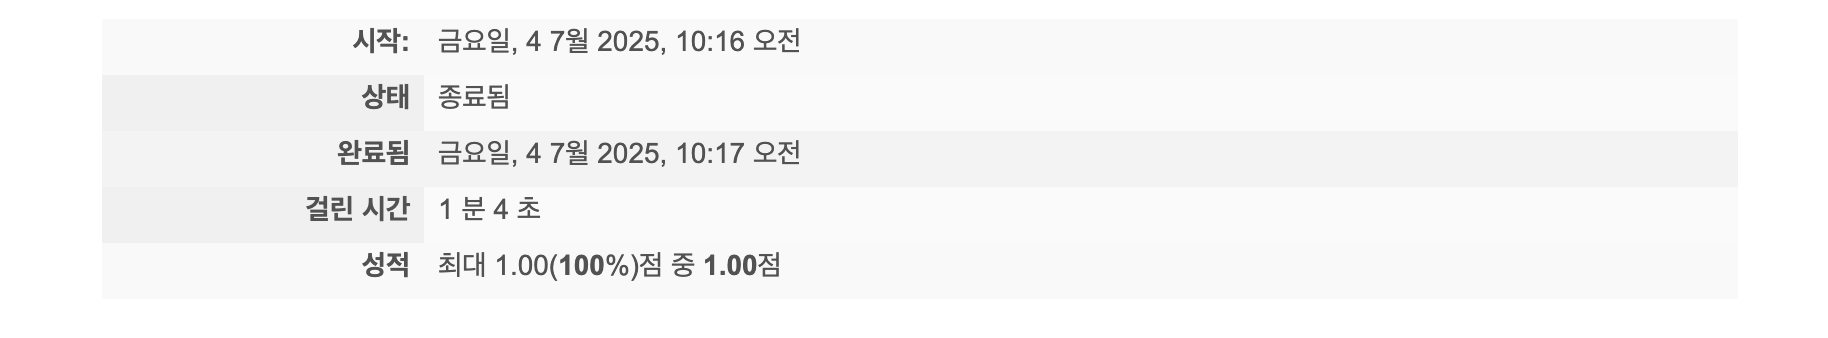 시작: 금요일, 4 7월 2025, 10:16 오전
상태 종료됨
완료됨 금요일, 4 7월 2025, 10:17 오전
걸린 시간 1 분 4 초
성적 최대 1.00(100%)점 중 1.00점